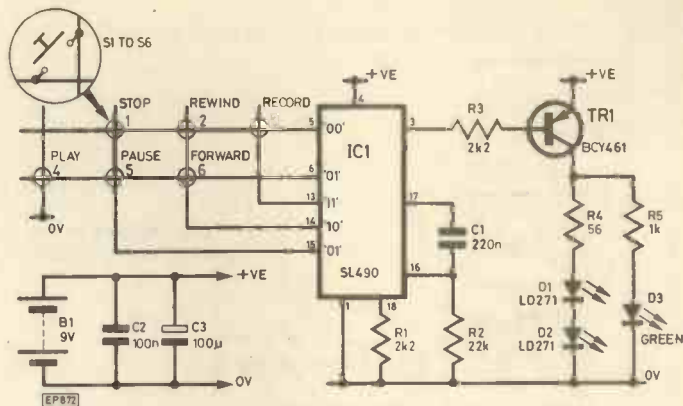 S1 TO S6
STOP
REWIND
RECORD
1
2
PLAY
PAUSE
FORWARD
4
5
6
0V
+VE
4
5
'00'
6
'01'
13
'11'
14
'10'
15
'01'
IC1
SL490
3
17
16
1
18
R3
2k2
+VE
TR1
BCY461
C1
220n
R4
56
R5
1k
R1
2k2
R2
22k
D1
LD271
D2
LD271
D3
GREEN
0V
B1
9V
C2
100n
C3
100µ
+VE
0V
EP872